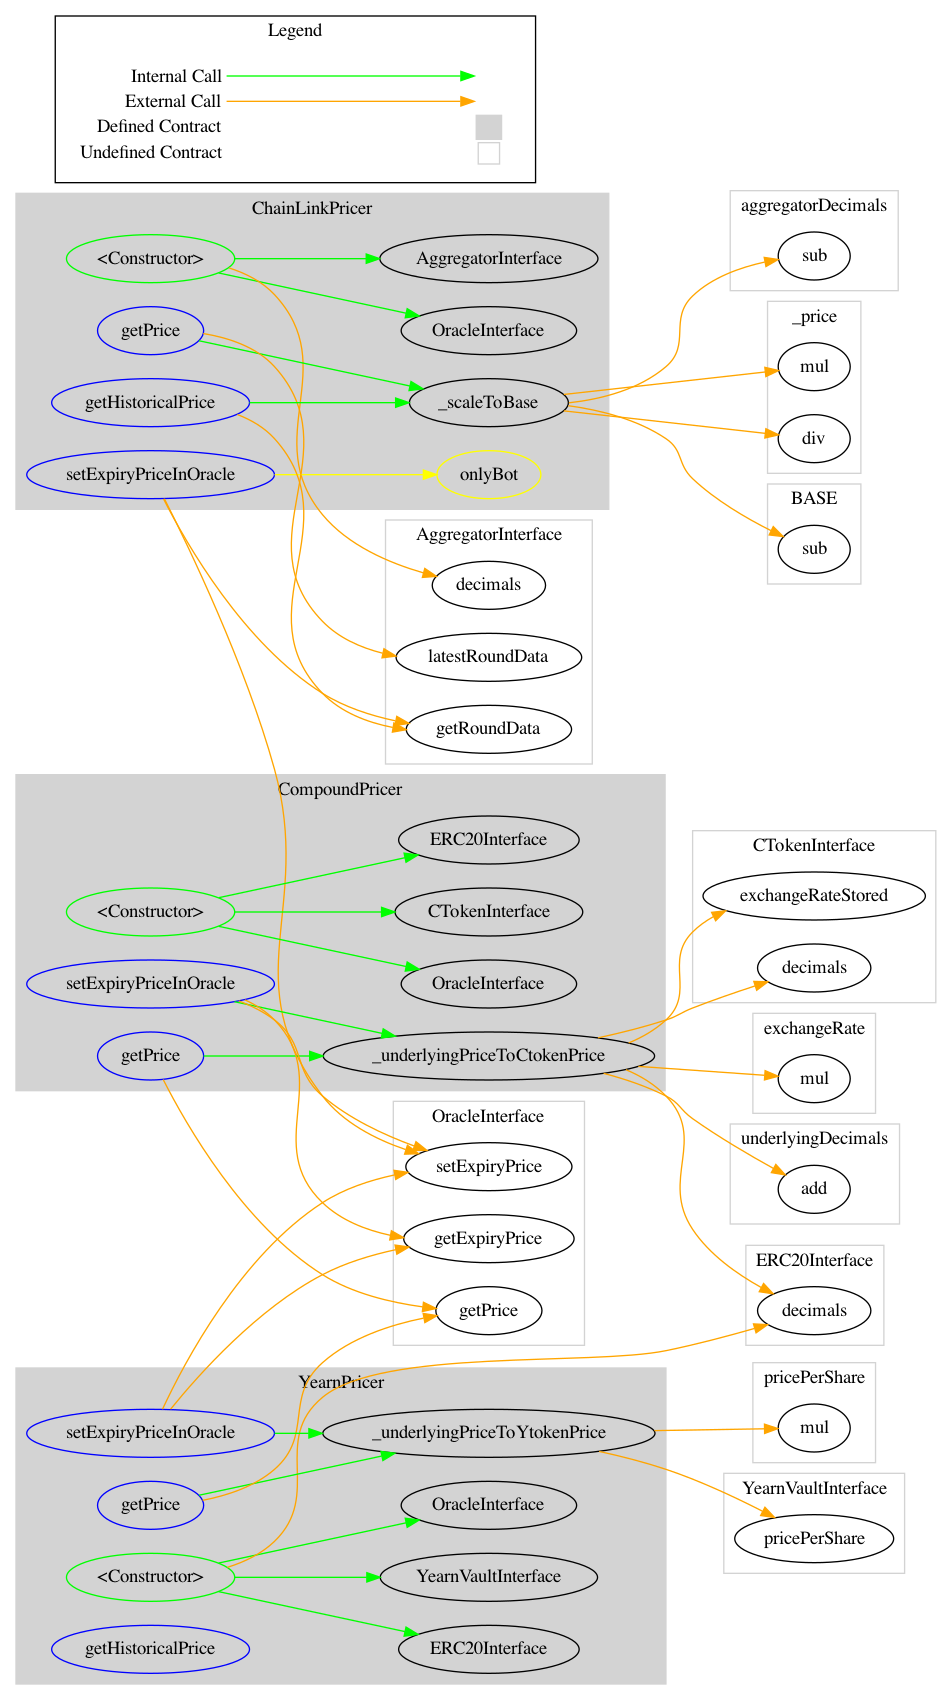 Legend
Internal Call
External Call
Defined Contract
Undefined Contract
ChainLinkPricer
<Constructor>
AggregatorInterface
getPrice
OracleInterface
getHistoricalPrice
_scaleToBase
setExpiryPriceInOracle
onlyBot
aggregatorDecimals
sub
_price
mul
div
BASE
sub
AggregatorInterface
decimals
latestRoundData
getRoundData
CompoundPricer
ERC20Interface
<Constructor>
CTokenInterface
setExpiryPriceInOracle
OracleInterface
getPrice
_underlyingPriceToCtokenPrice
CTokenInterface
exchangeRateStored
decimals
exchangeRate
mul
underlyingDecimals
add
OracleInterface
setExpiryPrice
getExpiryPrice
getPrice
ERC20Interface
decimals
YearnPricer
setExpiryPriceInOracle
_underlyingPriceToYtokenPrice
getPrice
OracleInterface
<Constructor>
YearnVaultInterface
getHistoricalPrice
ERC20Interface
pricePerShare
mul
YearnVaultInterface
pricePerShare